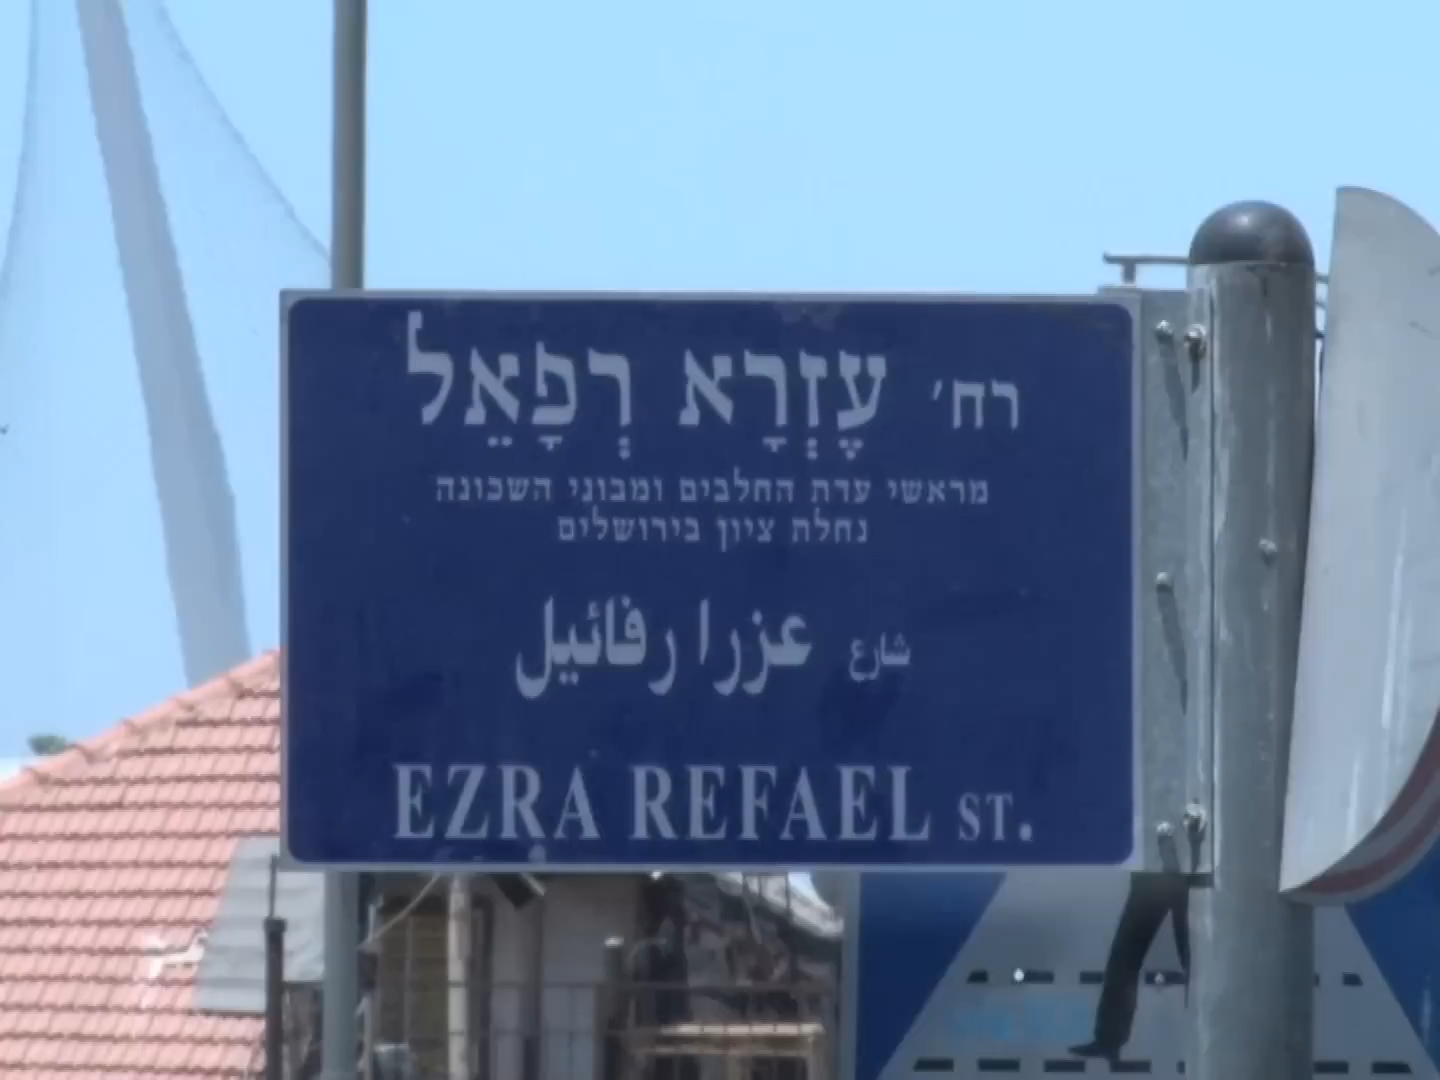 רח' עֶזְרָא רְפָאֵל
מראשי עדת החלבים ומבוני השכונה
נחלת ציון בירושלים
شارع عزرا رفائيل
EZRA REFAEL ST.